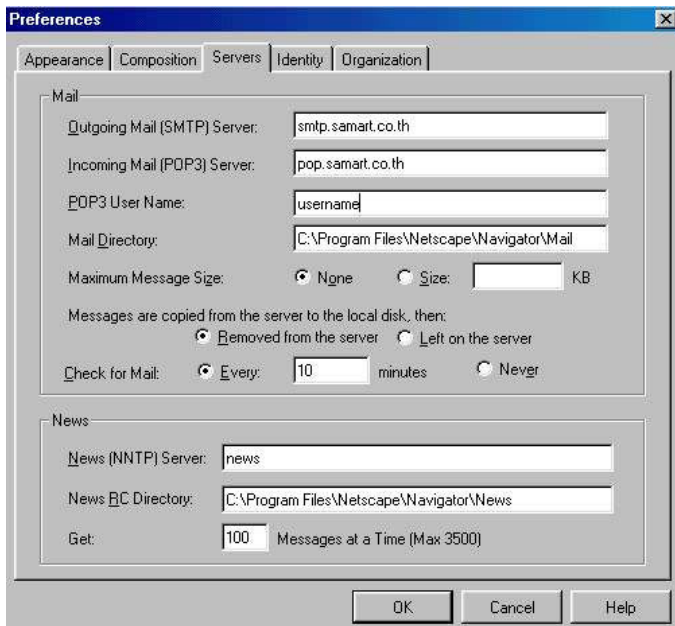 Preferences
Appearance Composition Servers Identity Organization
Mail
Outgoing Mail (SMTP) Server: smtp.samart.co.th
Incoming Mail (POP3) Server: pop.samart.co.th
POP3 User Name: username
Mail Directory: C:\Program Files\Netscape\Navigator\Mail
Maximum Message Size: None Size: KB
Messages are copied from the server to the local disk, then:
Removed from the server Left on the server
Check for Mail: Every: 10 minutes Never
News
News (NNTP) Server: news
News RC Directory: C:\Program Files\Netscape\Navigator\News
Get: 100 Messages at a Time (Max 3500)
OK Cancel Help